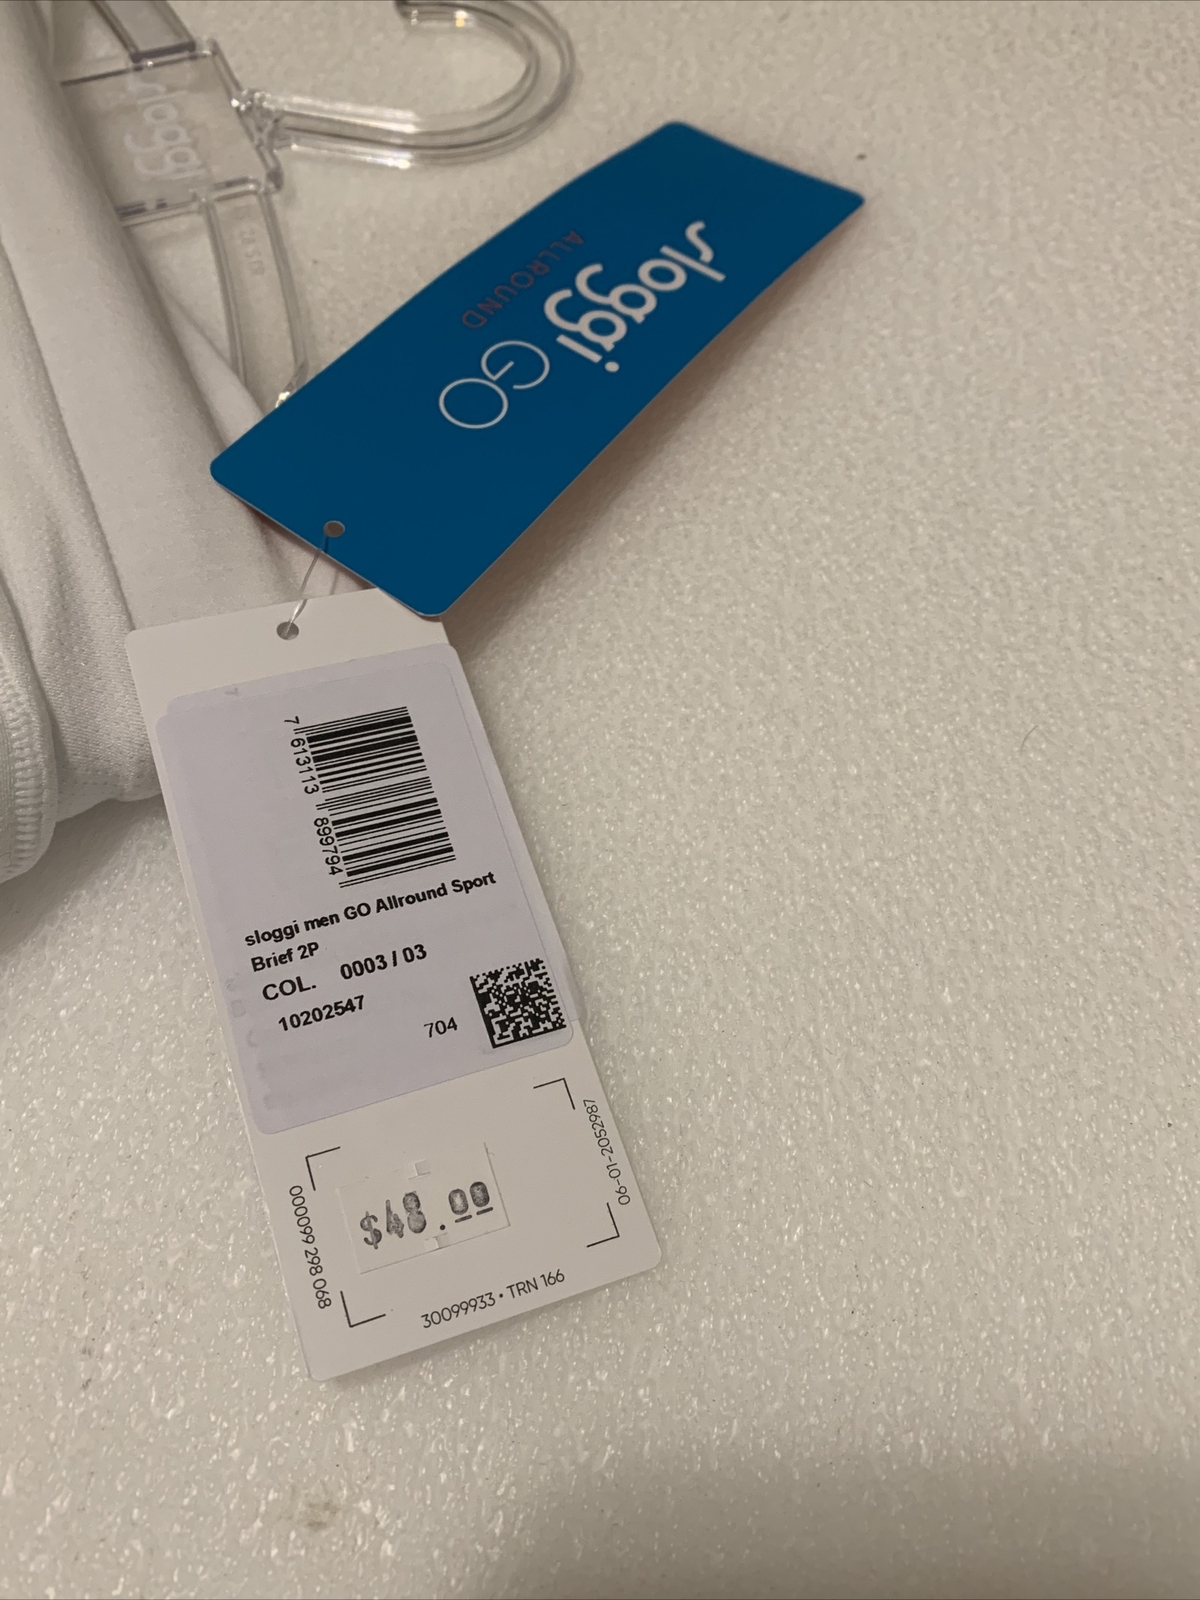 sloggi
sloggi GO
ALLROUND
7 613113 899794
sloggi men GO Allround Sport
Brief 2P
COL. 0003 / 03
10202547
704
$48.00
06-01-2052987
000099 298 068
30099933 • TRN 166